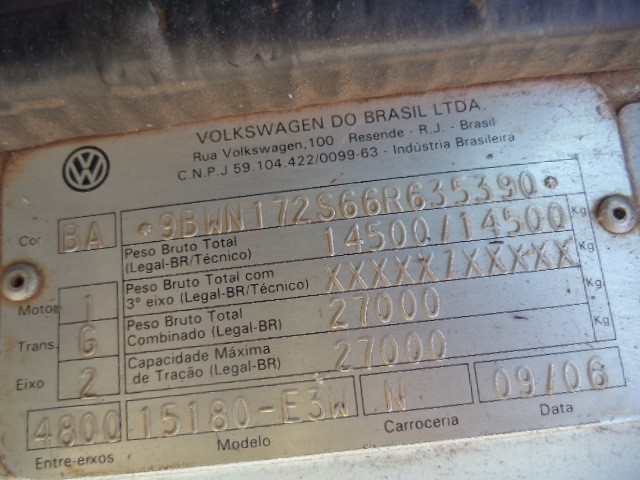 VOLKSWAGEN DO BRASIL LTDA.
Rua Volkswagen,100 Resende - R.J. - Brasil
C.N.P.J 59.104.422/0099-63 - Indústria Brasileira
Cor BA *9BWN172S66R635390*
Peso Bruto Total (Legal-BR/Técnico) 14500/14500 Kg
Motor 1 Peso Bruto Total com 3º eixo (Legal-BR/Técnico) XXXXX/XXXXX Kg
Trans. G Peso Bruto Total Combinado (Legal-BR) 27000 Kg
Eixo 2 Capacidade Máxima de Tração (Legal-BR) 27000 Kg
4800 15180-E3W N 09/06
Entre-eixos Modelo Carroceria Data